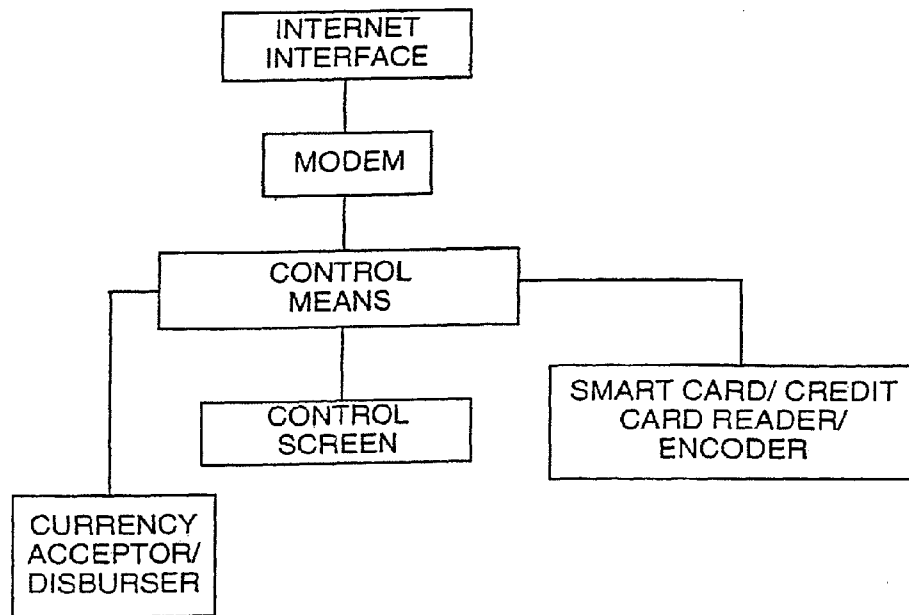 INTERNET
INTERFACE
MODEM
CONTROL
MEANS
CONTROL
SCREEN
SMART CARD/ CREDIT
CARD READER/
ENCODER
CURRENCY
ACCEPTOR/
DISBURSER